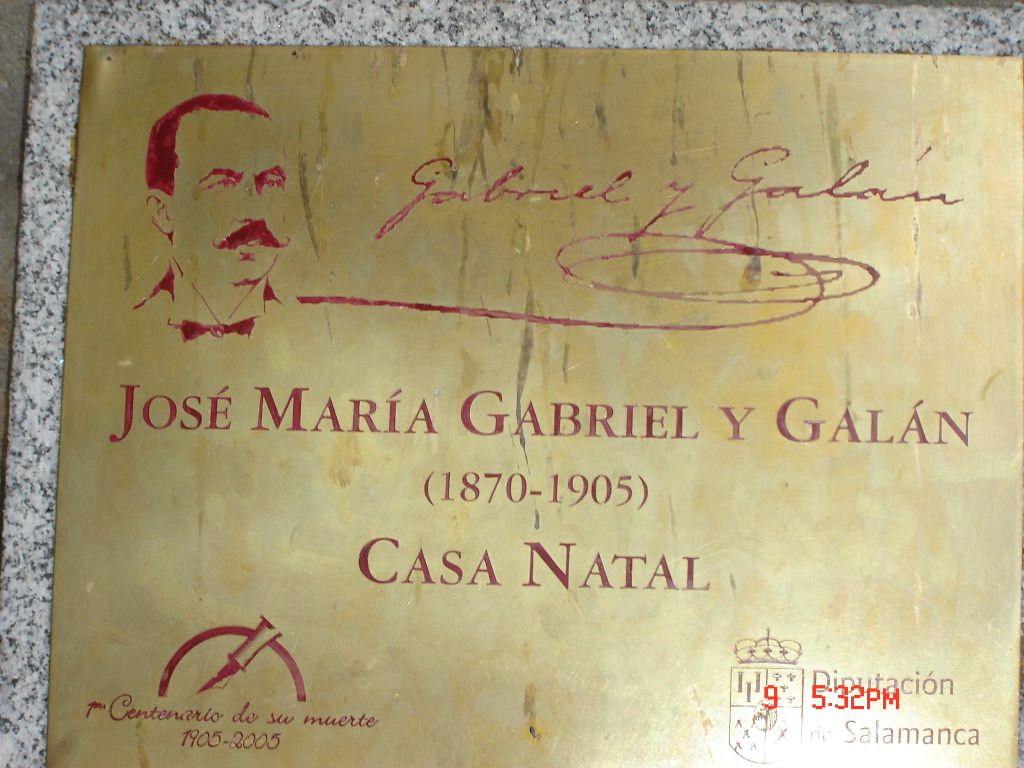 Gabriel y Galán
JOSÉ MARÍA GABRIEL Y GALÁN
(1870-1905)
CASA NATAL
1er Centenario de su muerte
1905-2005
Diputación
de Salamanca
9 5:32PM